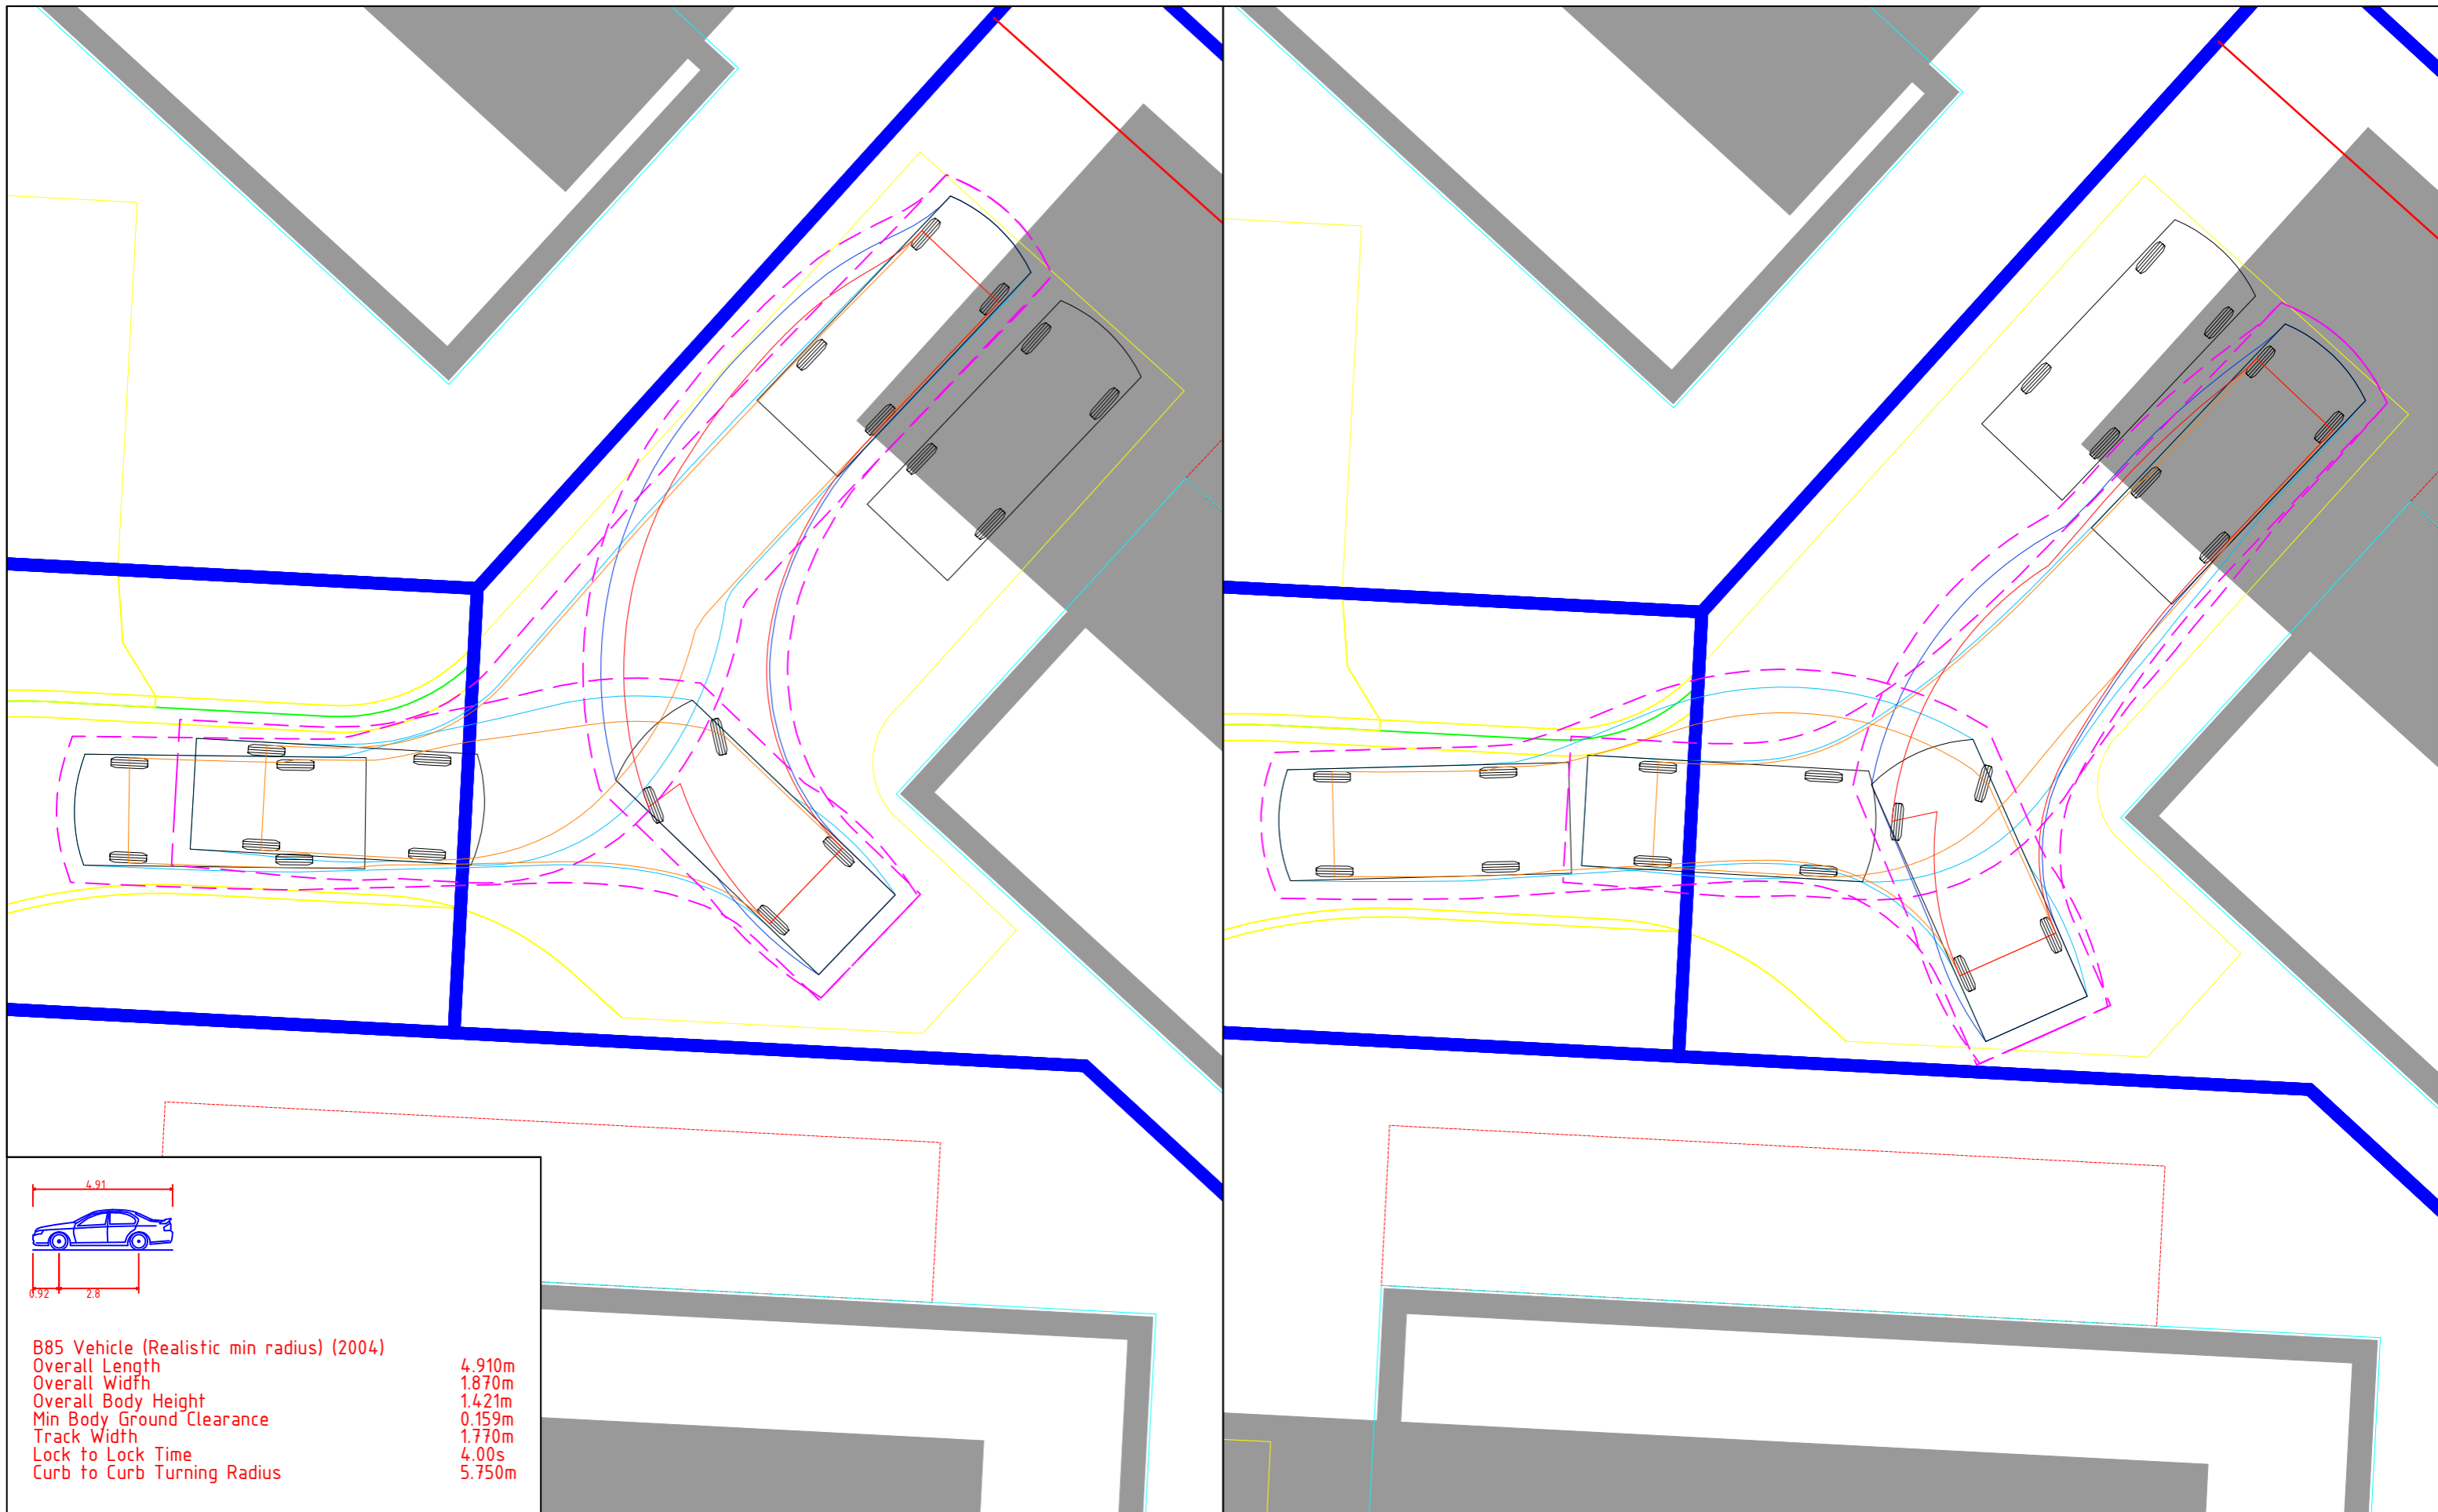 4.91
0.92 2.8
B85 Vehicle (Realistic min radius) (2004)
Overall Length 4.910m
Overall Width 1.870m
Overall Body Height 1.421m
Min Body Ground Clearance 0.159m
Track Width 1.770m
Lock to Lock Time 4.00s
Curb to Curb Turning Radius 5.750m